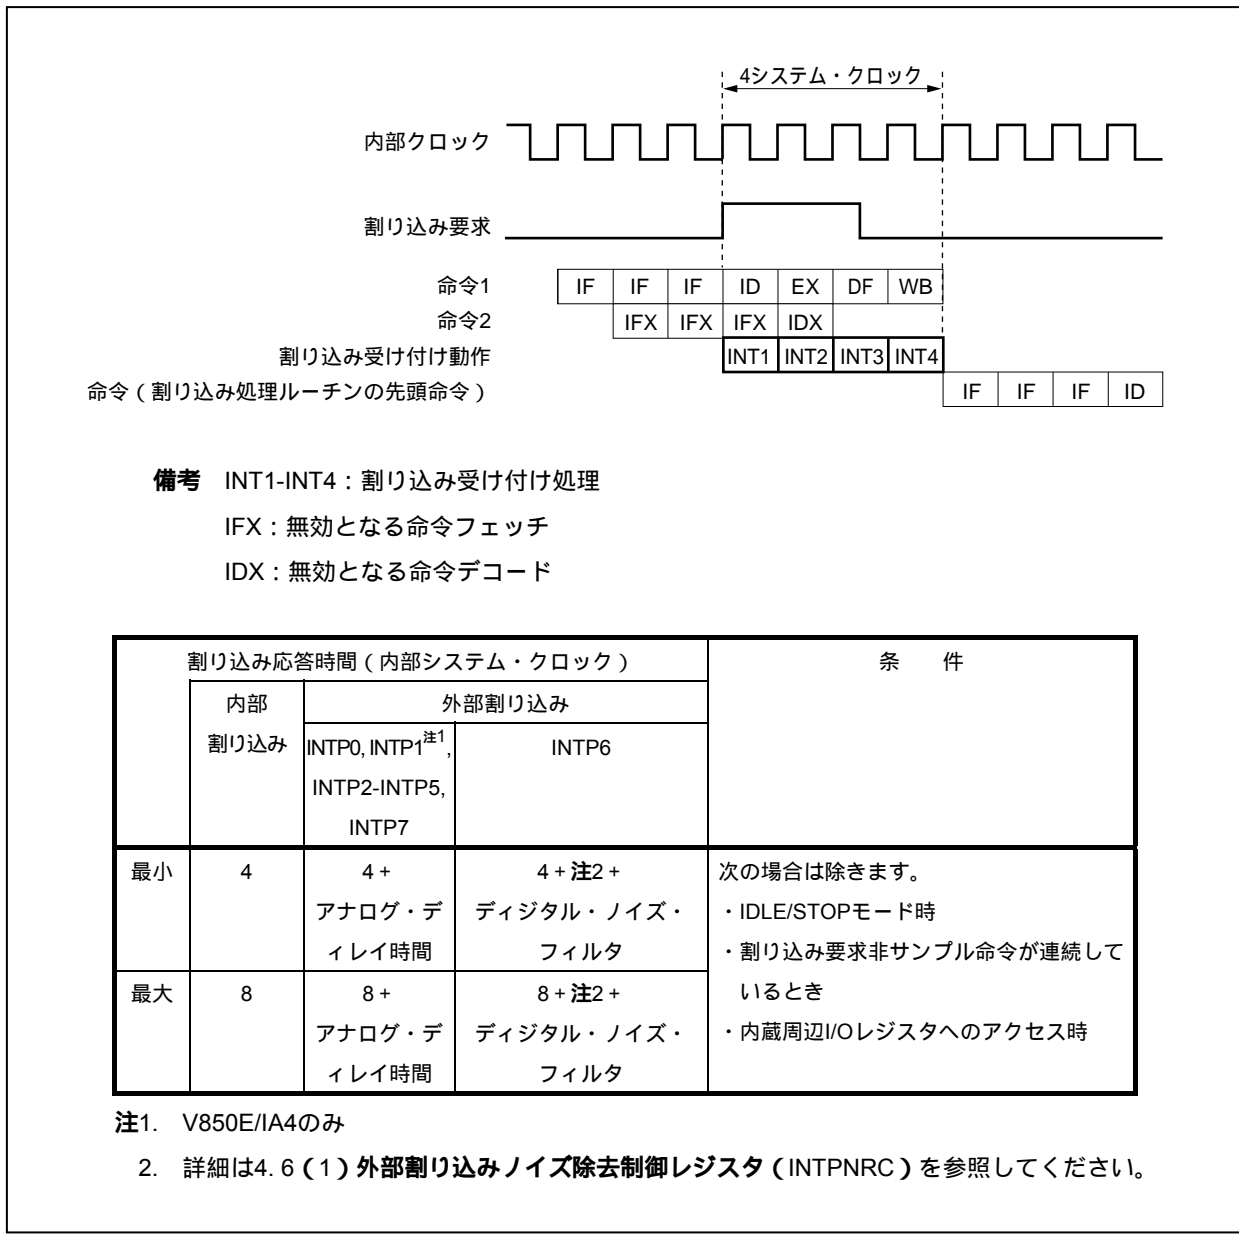 4システム・クロック
内部クロック
割り込み要求
命令1 IF IF IF ID EX DF WB
命令2 IFX IFX IFX IDX
割り込み受け付け動作 INT1 INT2 INT3 INT4
命令(割り込み処理ルーチンの先頭命令) IF IF IF ID
備考 INT1-INT4:割り込み受け付け処理
IFX:無効となる命令フェッチ
IDX:無効となる命令デコード
割り込み応答時間(内部システム・クロック) 条 件
内部 外部割り込み
割り込み INTP0, INTP1注1, INTP6
INTP2-INTP5,
INTP7
最小 4 4+ 4+注2+ 次の場合は除きます。
アナログ・デ ディジタル・ノイズ・ ・IDLE/STOPモード時
ィレイ時間 フィルタ ・割り込み要求非サンプル命令が連続して
最大 8 8+ 8+注2+ いるとき
アナログ・デ ディジタル・ノイズ・ ・内蔵周辺I/Oレジスタへのアクセス時
ィレイ時間 フィルタ
注1. V850E/IA4のみ
2. 詳細は4. 6(1)外部割り込みノイズ除去制御レジスタ(INTPNRC)を参照してください。